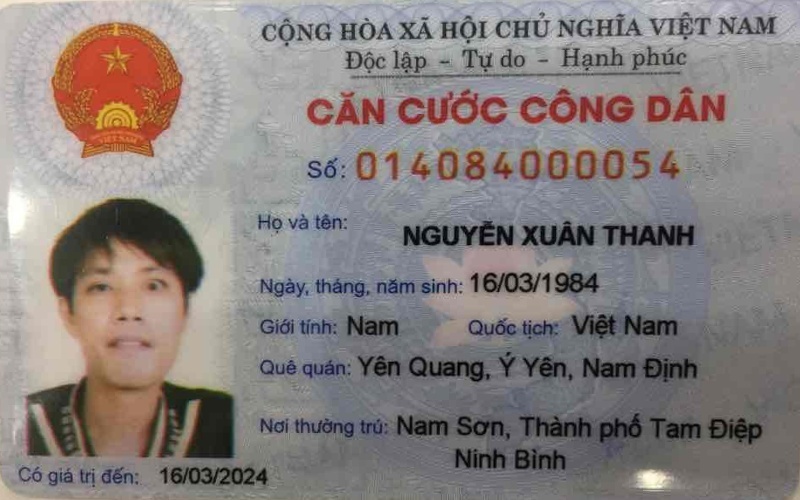 CỘNG HÒA XÃ HỘI CHỦ NGHĨA VIỆT NAM
Độc lập - Tự do - Hạnh phúc
CĂN CƯỚC CÔNG DÂN
Số: 014084000054
Họ và tên: NGUYỄN XUÂN THANH
Ngày, tháng, năm sinh: 16/03/1984
Giới tính: Nam Quốc tịch: Việt Nam
Quê quán: Yên Quang, Ý Yên, Nam Định
Nơi thường trú: Nam Sơn, Thành phố Tam Điệp
Ninh Bình
Có giá trị đến: 16/03/2024